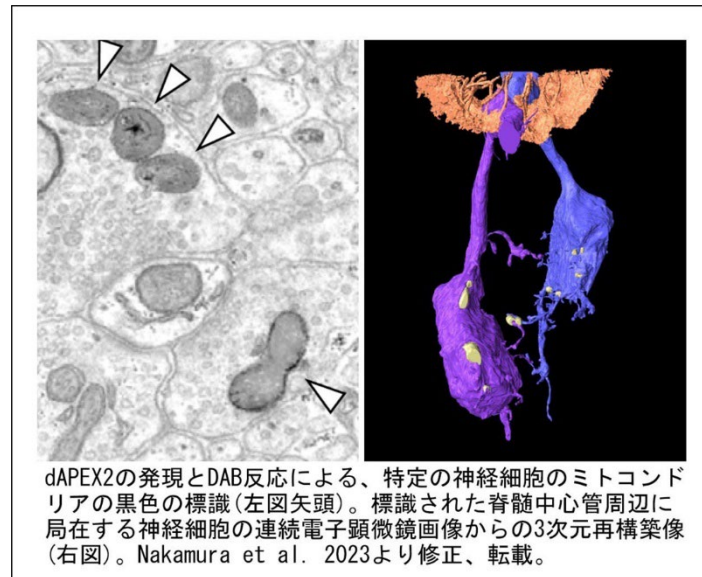 dAPEX2の発現とDAB反応による、特定の神経細胞のミトコンド
リアの黒色の標識(左図矢頭)。標識された脊髄中心管周辺に
局在する神経細胞の連続電子顕微鏡画像からの3次元再構築像
(右図)。Nakamura et al. 2023より修正、転載。